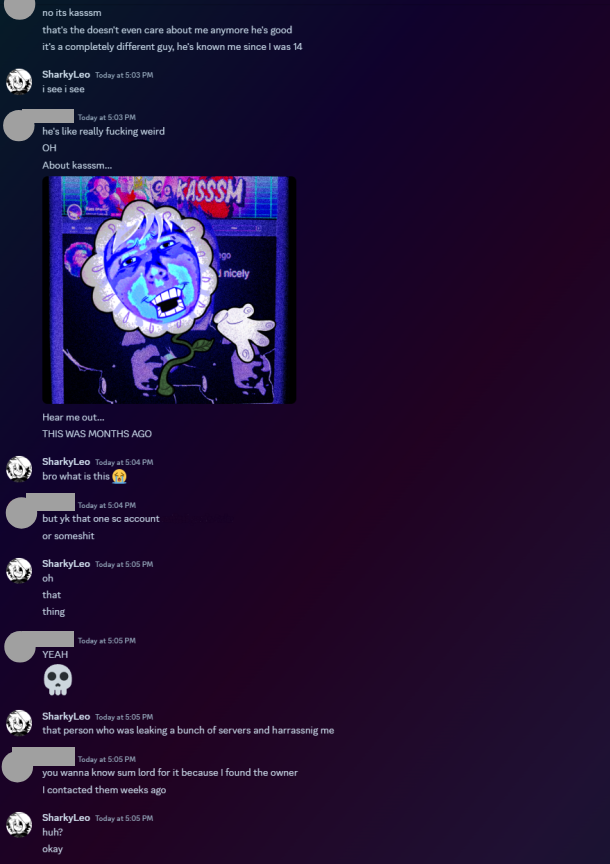 no its kasssm
that's the doesn't even care about me anymore he's good
it's a completely different guy, he's known me since I was 14
SharkyLeo Today at 5:03 PM
i see i see
Today at 5:03 PM
he's like really fucking weird
OH
About kasssm...
KASSSM
ago
d nicely
Hear me out...
THIS WAS MONTHS AGO
SharkyLeo Today at 5:04 PM
bro what is this 😭
Today at 5:04 PM
but yk that one sc account
or someshit
SharkyLeo Today at 5:05 PM
oh
that
thing
Today at 5:05 PM
YEAH
💀
SharkyLeo Today at 5:05 PM
that person who was leaking a bunch of servers and harrassnig me
Today at 5:05 PM
you wanna know sum lord for it because I found the owner
I contacted them weeks ago
SharkyLeo Today at 5:05 PM
huh?
okay